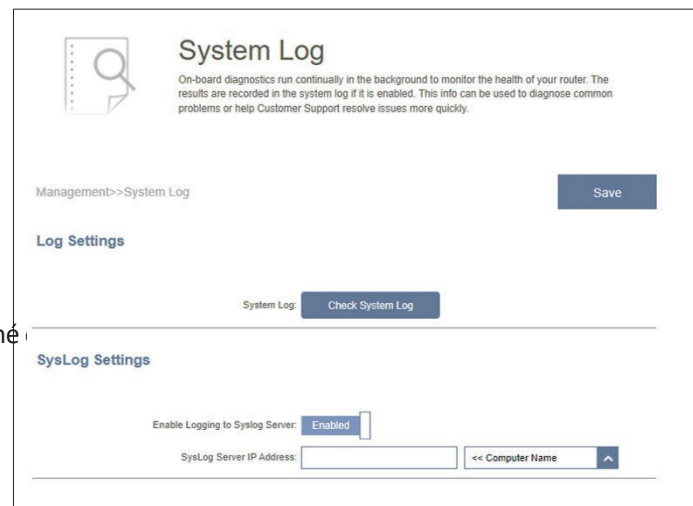 System Log
On-board diagnostics run continually in the background to monitor the health of your router. The
results are recorded in the system log if it is enabled. This info can be used to diagnose common
problems or help Customer Support resolve issues more quickly.
Management>>System Log
Save
Log Settings
System Log:
Check System Log
né
SysLog Settings
Enable Logging to Syslog Server:
Enabled
SysLog Server IP Address:
<< Computer Name